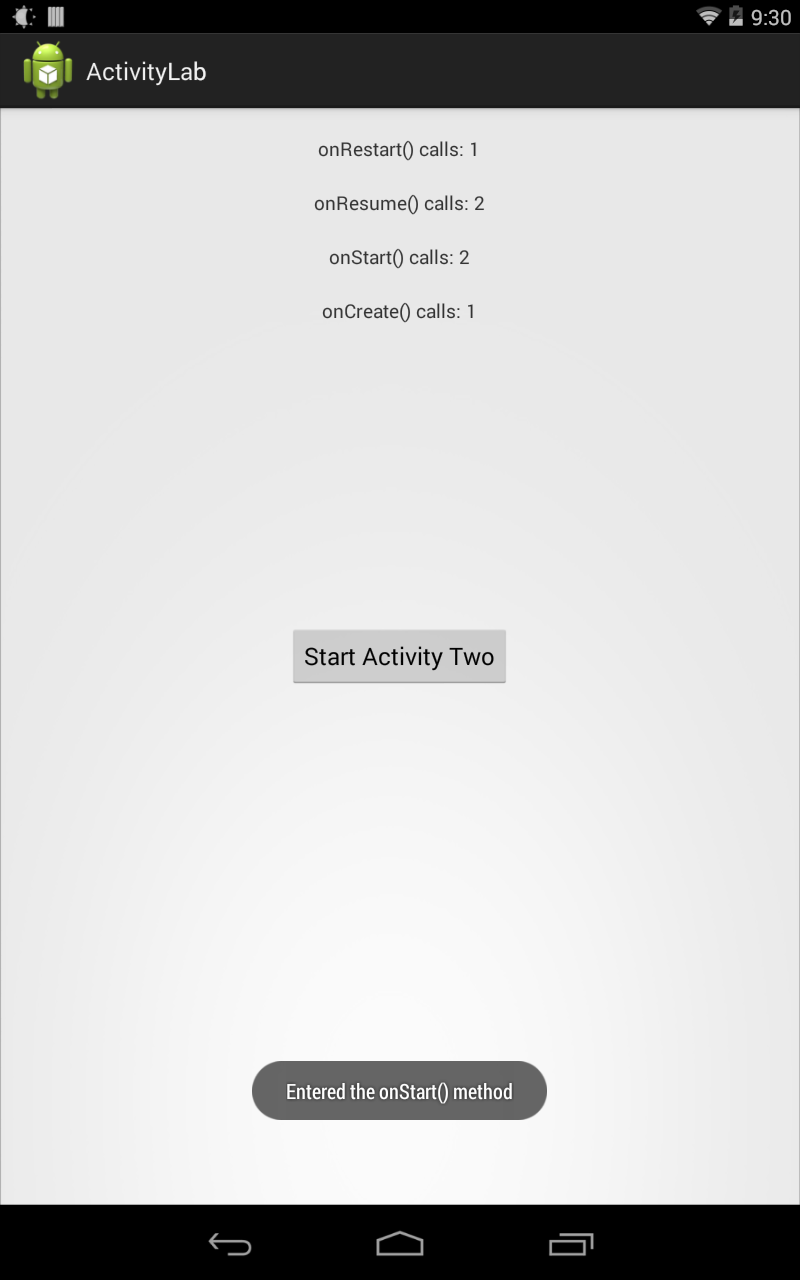 9:30
ActivityLab
onRestart() calls: 1
onResume() calls: 2
onStart() calls: 2
onCreate() calls: 1
Start Activity Two
Entered the onStart() method